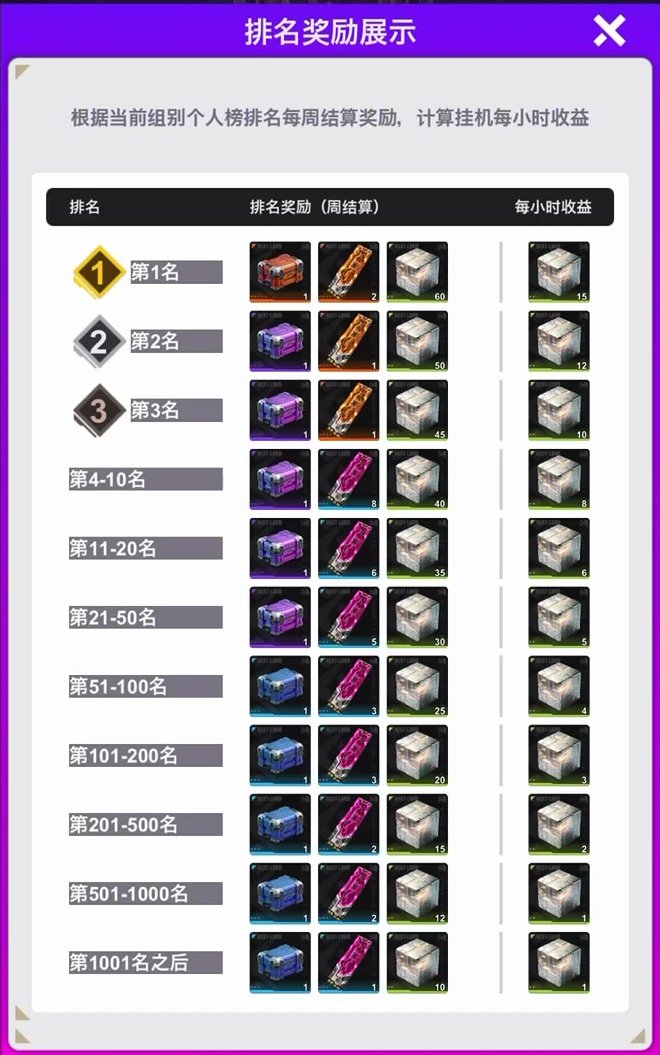 排名奖励展示
根据当前组别个人榜排名每周结算奖励，计算挂机每小时收益
排名 排名奖励（周结算） 每小时收益
1 第1名 1 2 60 15
2 第2名 1 1 50 12
3 第3名 1 1 45 10
第4-10名 1 8 40 8
第11-20名 1 6 35 6
第21-50名 1 5 30 5
第51-100名 1 3 25 4
第101-200名 1 3 20 3
第201-500名 1 2 15 2
第501-1000名 1 2 12 1
第1001名之后 1 1 10 1